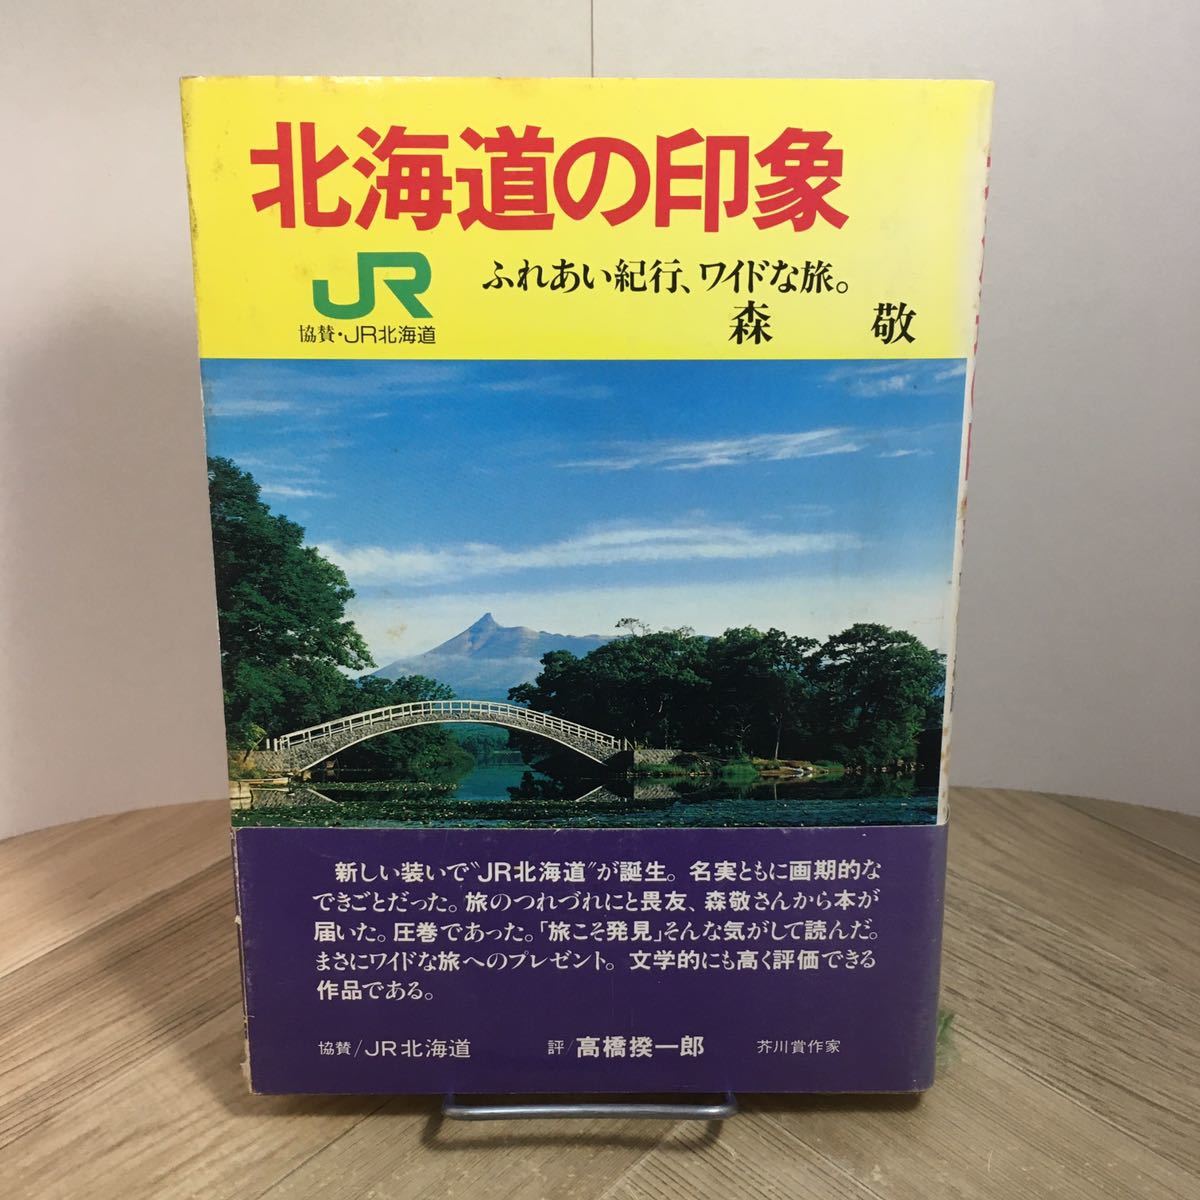 北海道の印象
JR
ふれあい紀行、ワイドな旅。
協賛・JR北海道
森 敬
新しい装いで〝JR北海道〟が誕生。名実ともに画期的な
できごとだった。旅のつれづれにと畏友、森敬さんから本が
届いた。圧巻であった。「旅こそ発見」そんな気がして読んだ。
まさにワイドな旅へのプレゼント。文学的にも高く評価できる
作品である。
協賛/JR北海道 評/高橋揆一郎 芥川賞作家